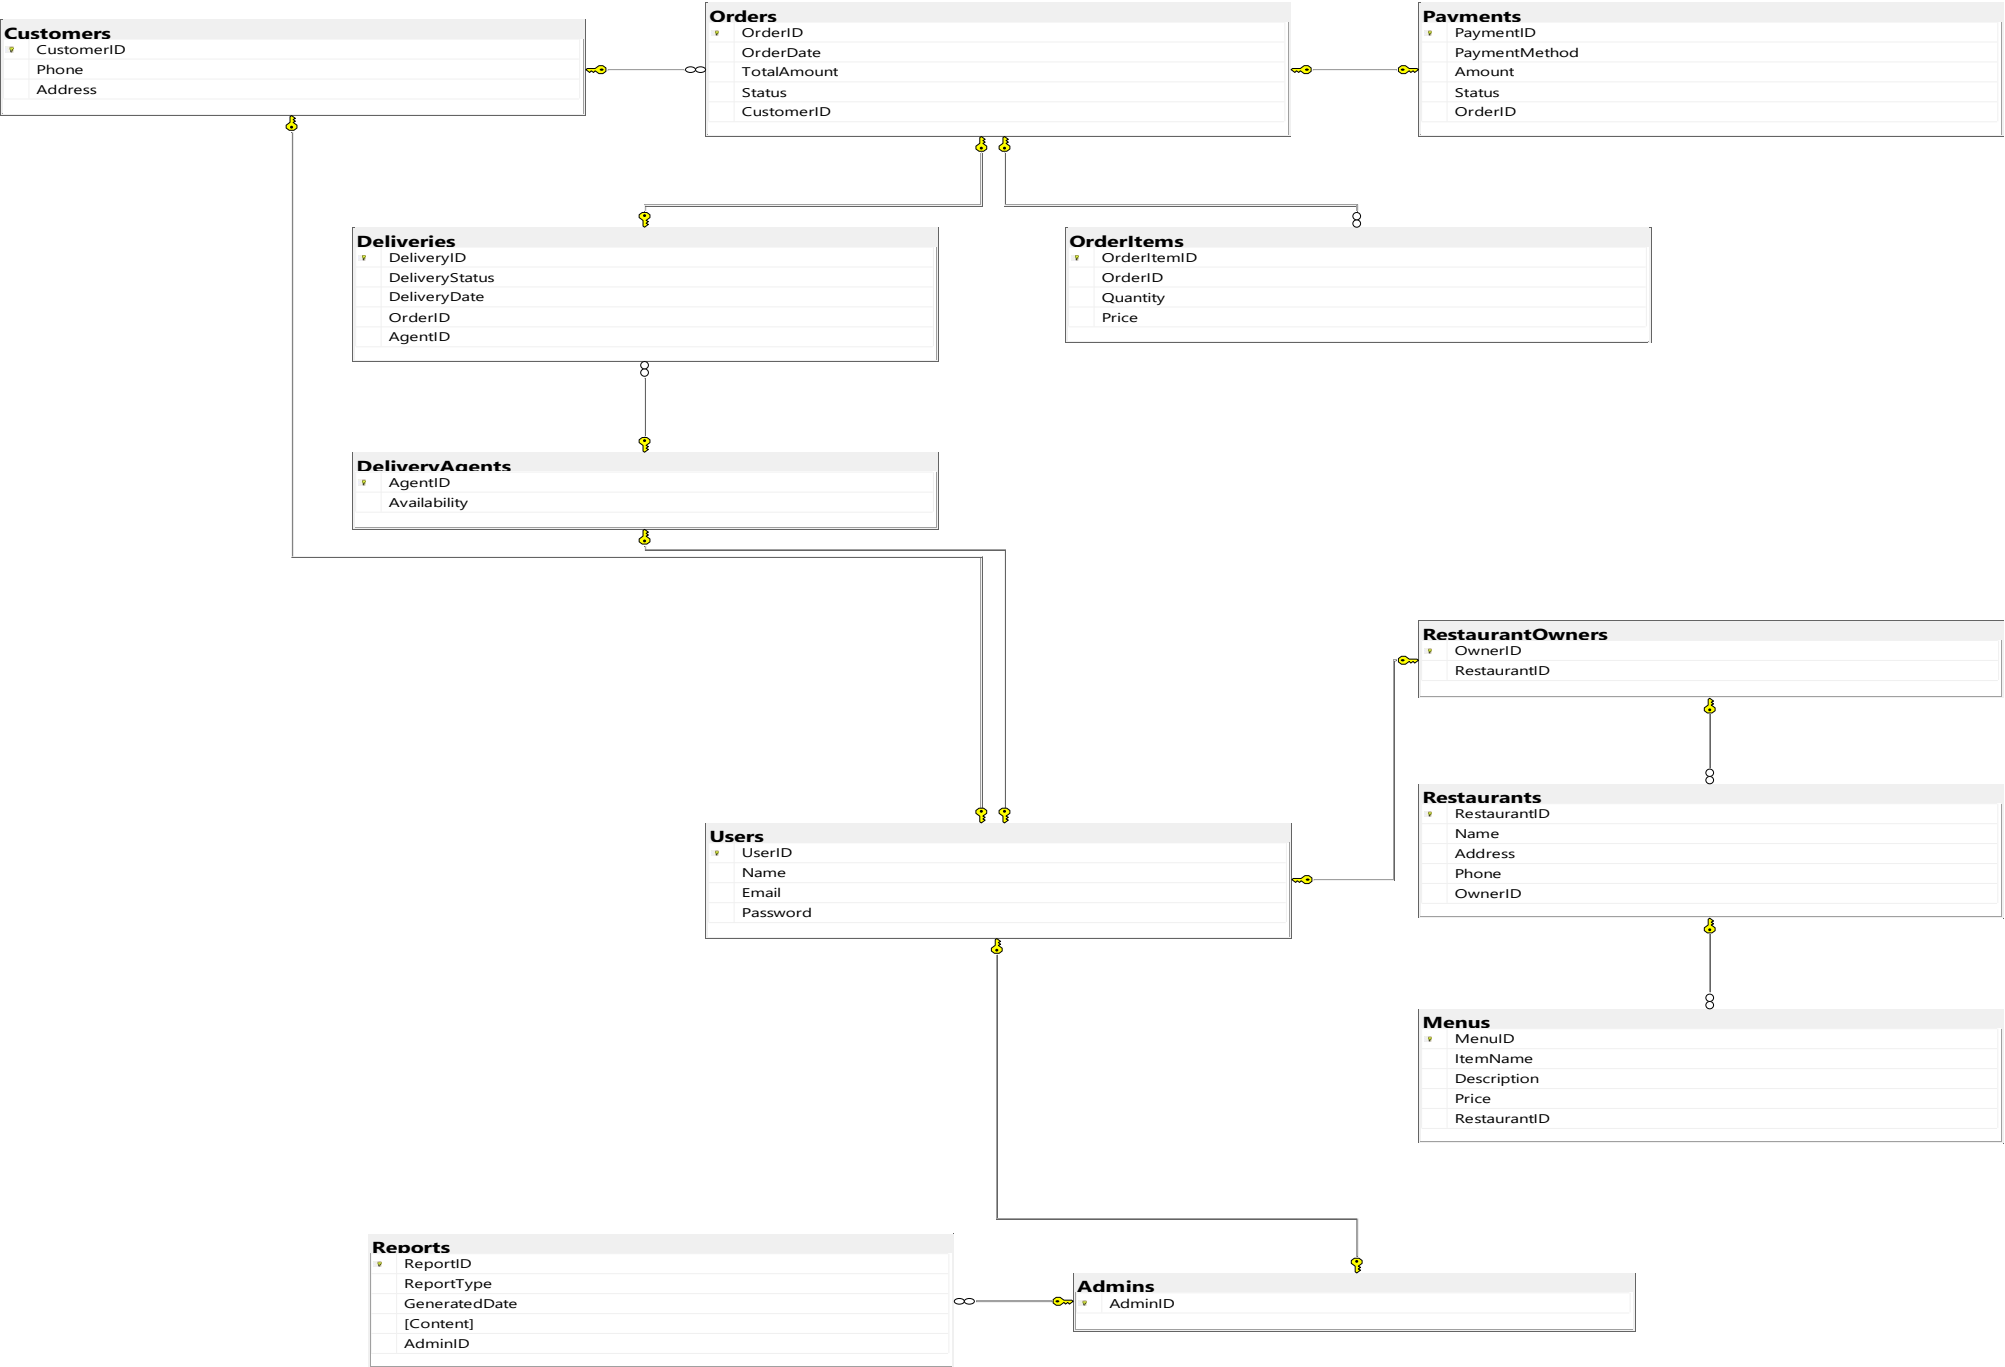 Customers
CustomerID
Phone
Address
Orders
OrderID
OrderDate
TotalAmount
Status
CustomerID
Payments
PaymentID
PaymentMethod
Amount
Status
OrderID
Deliveries
DeliveryID
DeliveryStatus
DeliveryDate
OrderID
AgentID
OrderItems
OrderItemID
OrderID
Quantity
Price
DeliveryAgents
AgentID
Availability
RestaurantOwners
OwnerID
RestaurantID
Users
UserID
Name
Email
Password
Restaurants
RestaurantID
Name
Address
Phone
OwnerID
Menus
MenuID
ItemName
Description
Price
RestaurantID
Reports
ReportID
ReportType
GeneratedDate
[Content]
AdminID
Admins
AdminID